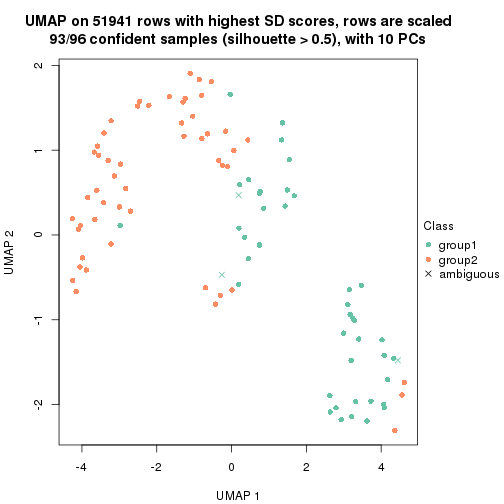 UMAP on 51941 rows with highest SD scores, rows are scaled
93/96 confident samples (silhouette > 0.5), with 10 PCs
2
1
0
-1
-2
UMAP 2
-4
-2
0
2
4
UMAP 1
Class
group1
group2
ambiguous